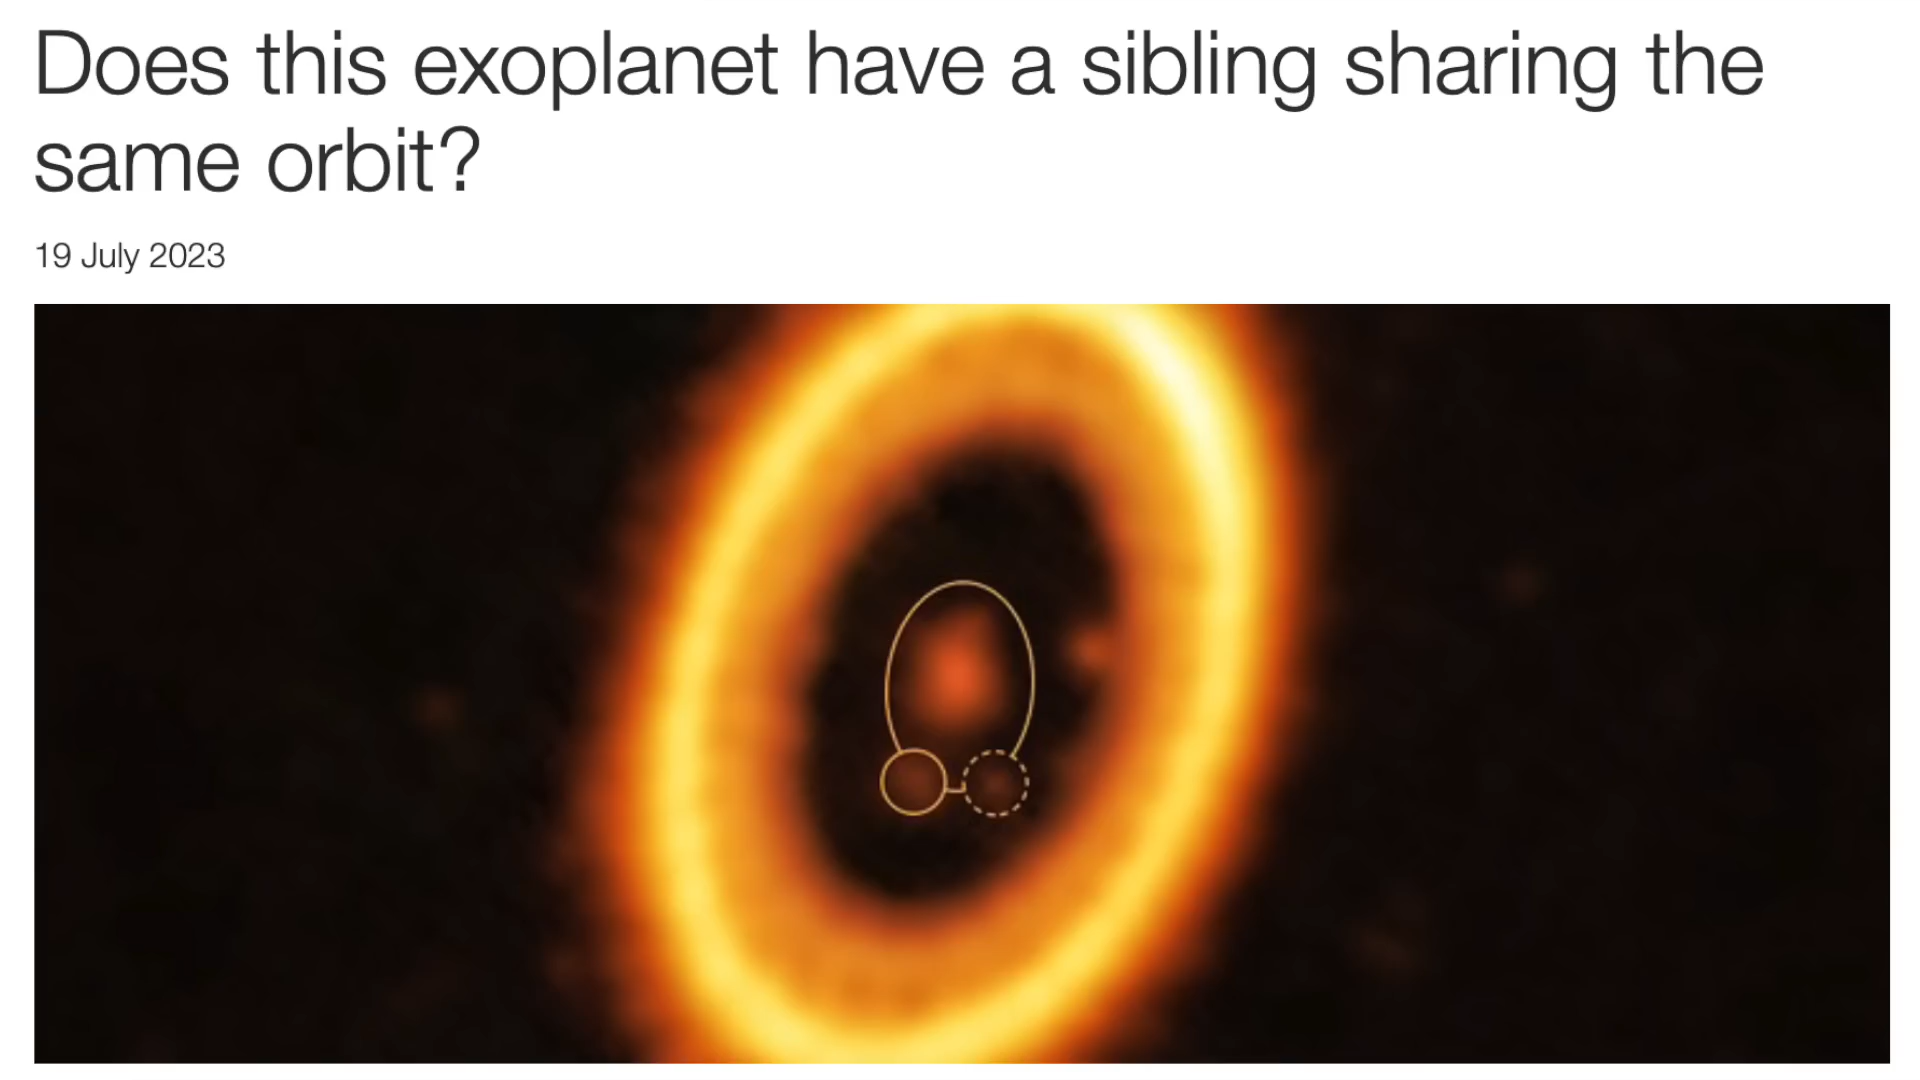 Does this exoplanet have a sibling sharing the
same orbit?
19 July 2023